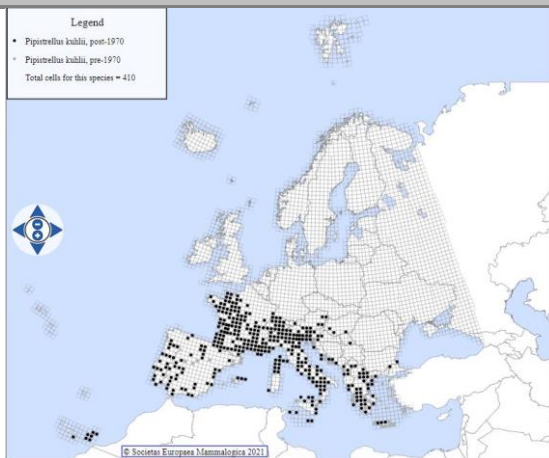 Legend
Pipistrellus kuhlii, post-1970
Pipistrellus kuhlii, pre-1970
Total cells for this species = 410
© Societas Europaea Mammalogica 2021